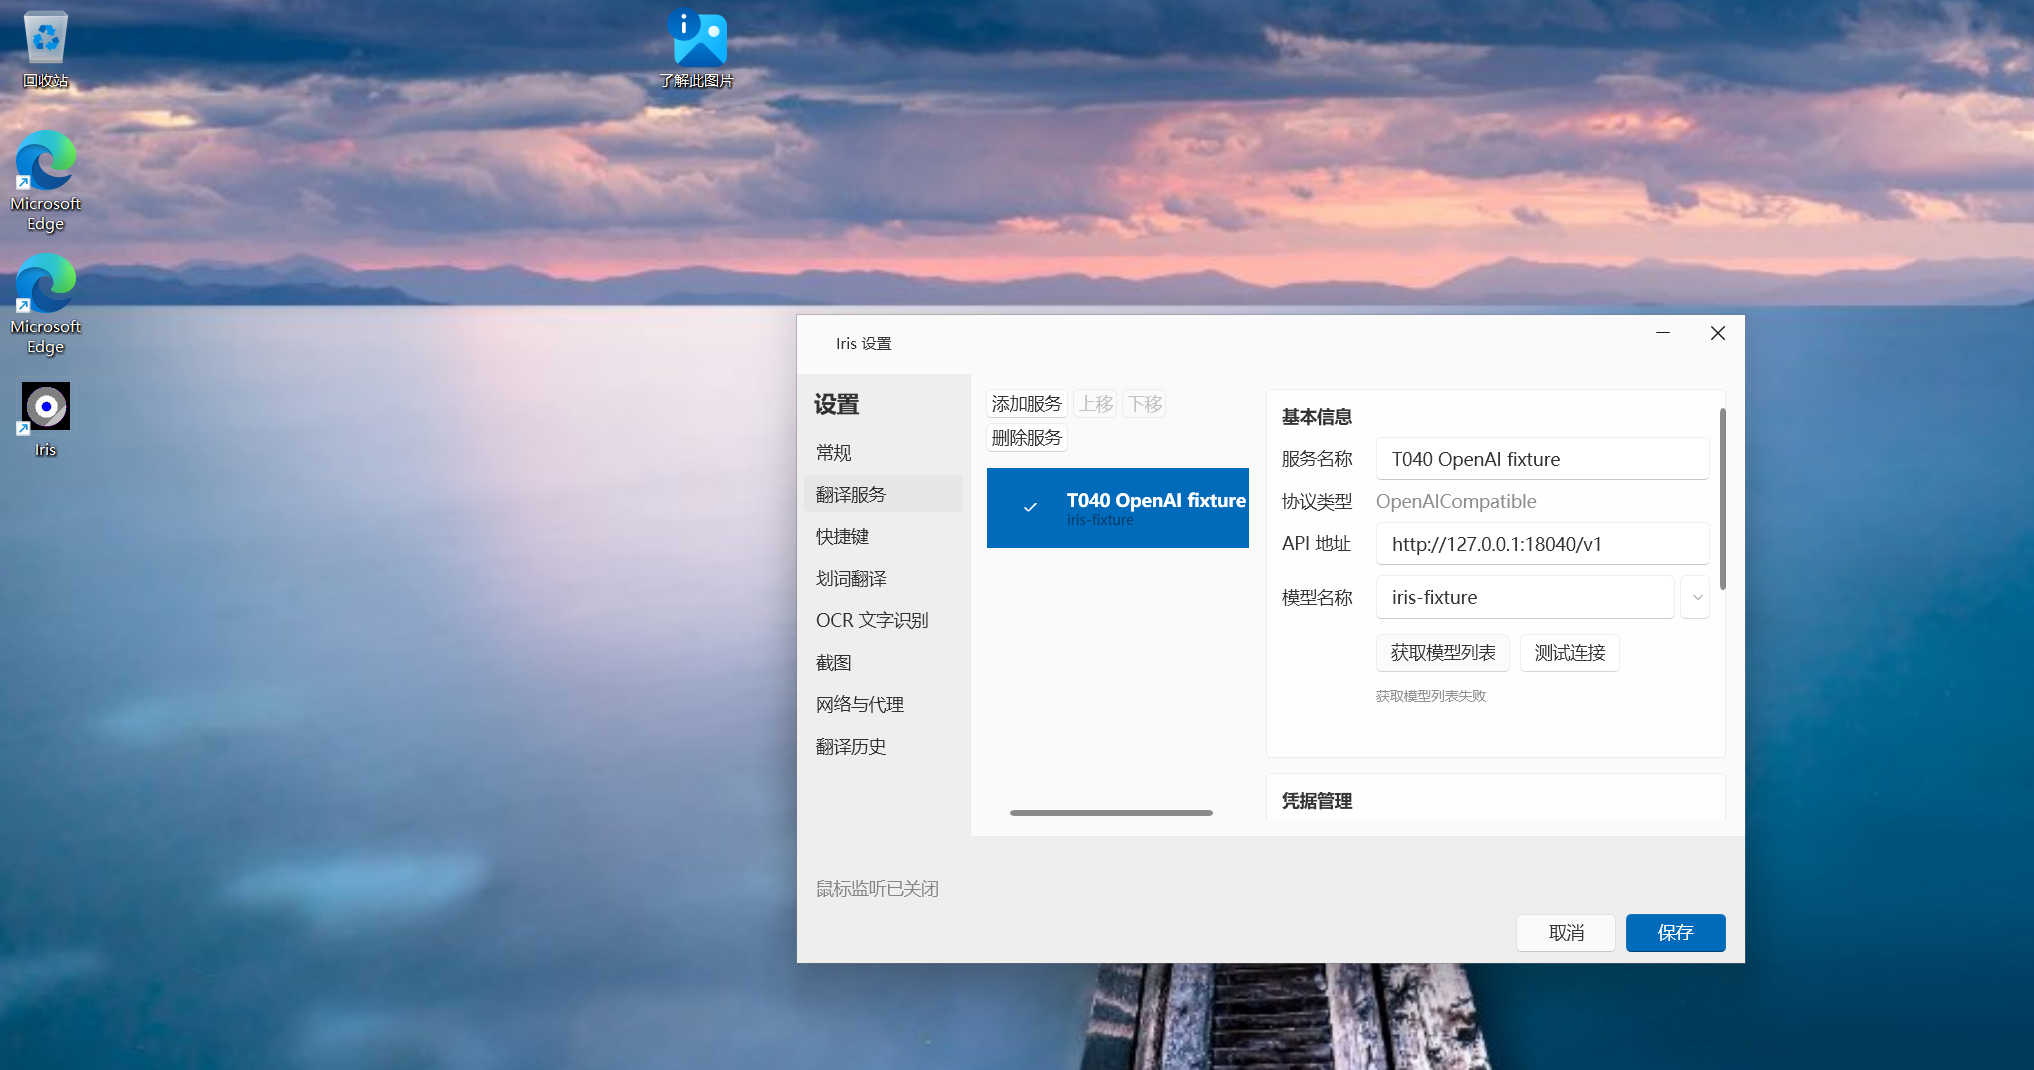 回收站
了解此图片
Microsoft
Edge
Microsoft
Edge
Iris
Iris 设置
设置
常规
翻译服务
快捷键
划词翻译
OCR 文字识别
截图
网络与代理
翻译历史
添加服务 上移 下移
删除服务
T040 OpenAI fixture
iris-fixture
基本信息
服务名称 T040 OpenAI fixture
协议类型 OpenAICompatible
API 地址 http://127.0.0.1:18040/v1
模型名称 iris-fixture
获取模型列表 测试连接
获取模型列表失败
凭据管理
鼠标监听已关闭
取消 保存